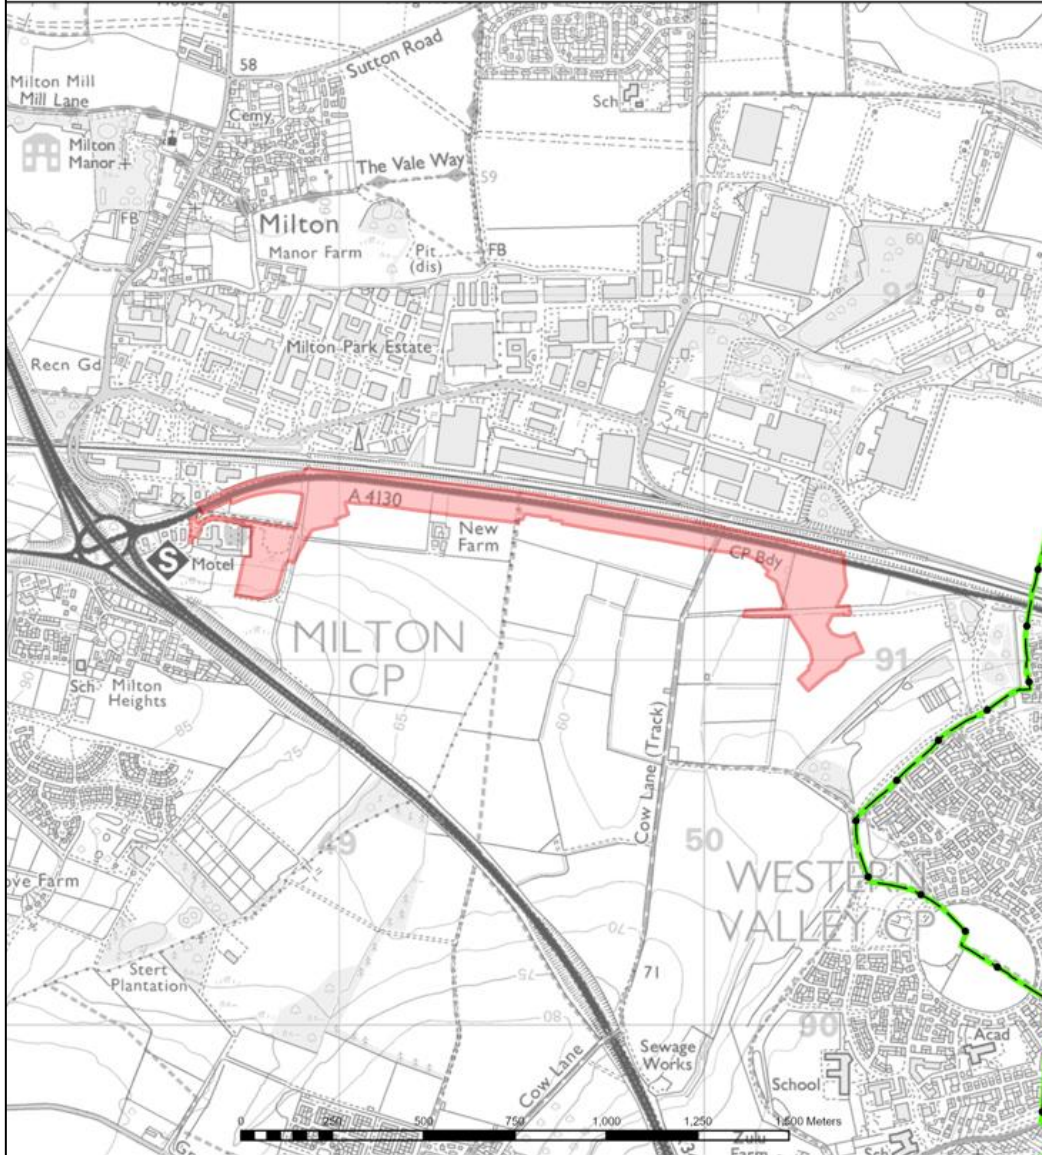 58
Sutton Road
Milton Mill
Mill Lane
Cemy
Sch
Milton
Manor
The Vale Way
59
60
FB
Milton
Manor Farm
Pit
(dis)
FB
60
92
Milton Park Estate
Recn Gd
A 4130
New
Farm
CP Bdy
S
Motel
MILTON
CP
91
Sch
Milton
Heights
90
85
75
65
60
Cow Lane (Track)
49
50
WESTERN
VALLEY CP
ove Farm
70
Stert
Plantation
75
71
80
90
Cow Lane
Sewage
Works
Acad
School
0
250
500
750
1,000
1,250
1,500 Meters
Zulu
Farm
Sch